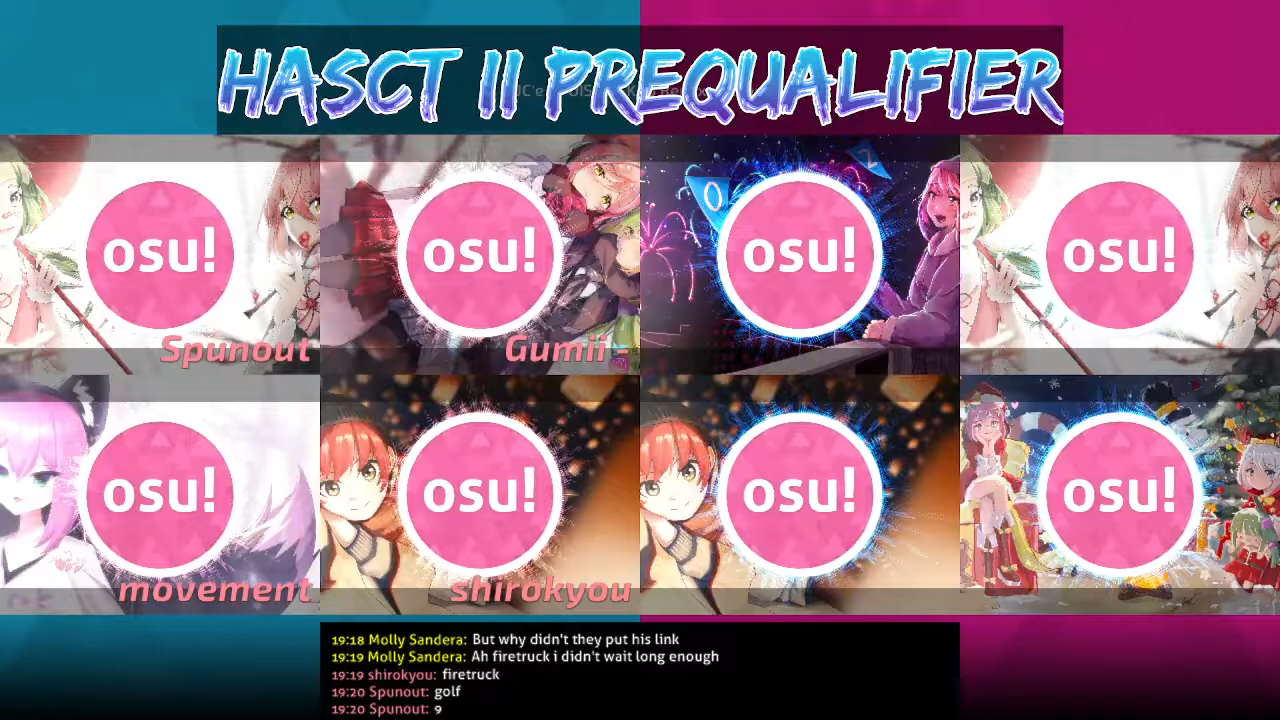 HASCT II PREQUALIFIER
0
2
osu!
osu!
osu!
osu!
Spunout
Gumii -
osu!
osu!
osu!
osu!
movement
shirokyou
19:18 Molly Sandera: But why didn't they put his link
19:19 Molly Sandera: Ah firetruck i didn't wait long enough
19:19 shirokyou: firetruck
19:20 Spunout: golf
19:20 Spunout: 9